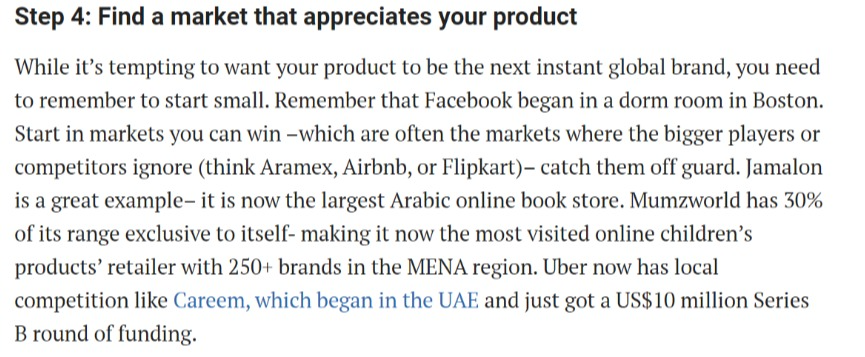 Step 4: Find a market that appreciates your product
While it’s tempting to want your product to be the next instant global brand, you need
to remember to start small. Remember that Facebook began in a dorm room in Boston.
Start in markets you can win –which are often the markets where the bigger players or
competitors ignore (think Aramex, Airbnb, or Flipkart)– catch them off guard. Jamalon
is a great example– it is now the largest Arabic online book store. Mumzworld has 30%
of its range exclusive to itself- making it now the most visited online children’s
products’ retailer with 250+ brands in the MENA region. Uber now has local
competition like Careem, which began in the UAE and just got a US$10 million Series
B round of funding.